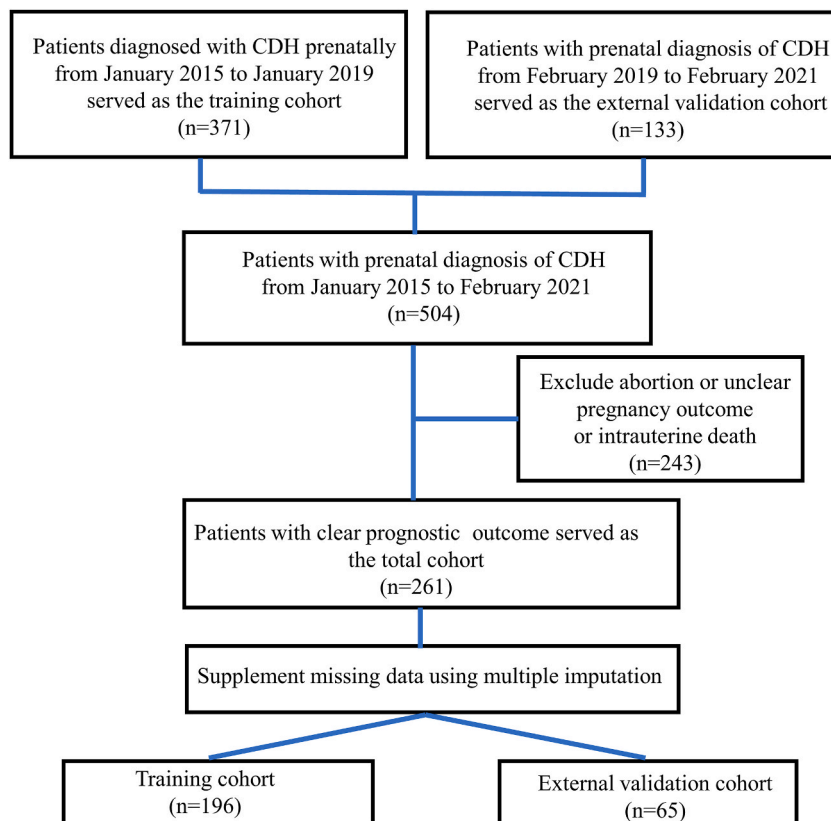 Patients diagnosed with CDH prenatally
from January 2015 to January 2019
served as the training cohort
(n=371)
Patients with prenatal diagnosis of CDH
from February 2019 to February 2021
served as the external validation cohort
(n=133)
Patients with prenatal diagnosis of CDH
from January 2015 to February 2021
(n=504)
Exclude abortion or unclear
pregnancy outcome
or intrauterine death
(n=243)
Patients with clear prognostic outcome served as
the total cohort
(n=261)
Supplement missing data using multiple imputation
Training cohort
(n=196)
External validation cohort
(n=65)